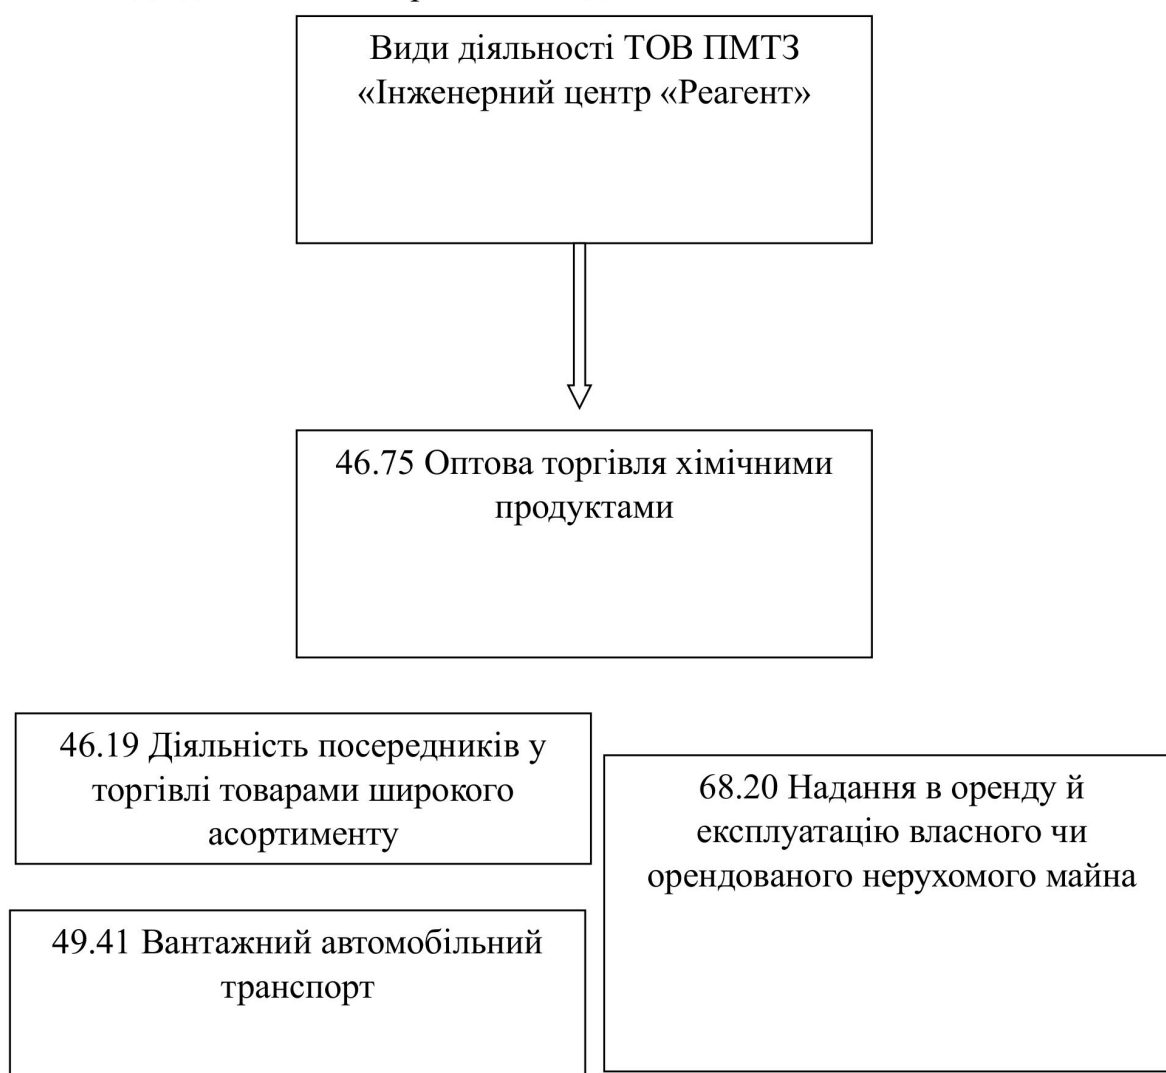 Види діяльності ТОВ ПМТЗ
«Інженерний центр «Реагент»
46.75 Оптова торгівля хімічними
продуктами
46.19 Діяльність посередників у
торгівлі товарами широкого
асортименту
68.20 Надання в оренду й
експлуатацію власного чи
орендованого нерухомого майна
49.41 Вантажний автомобільний
транспорт